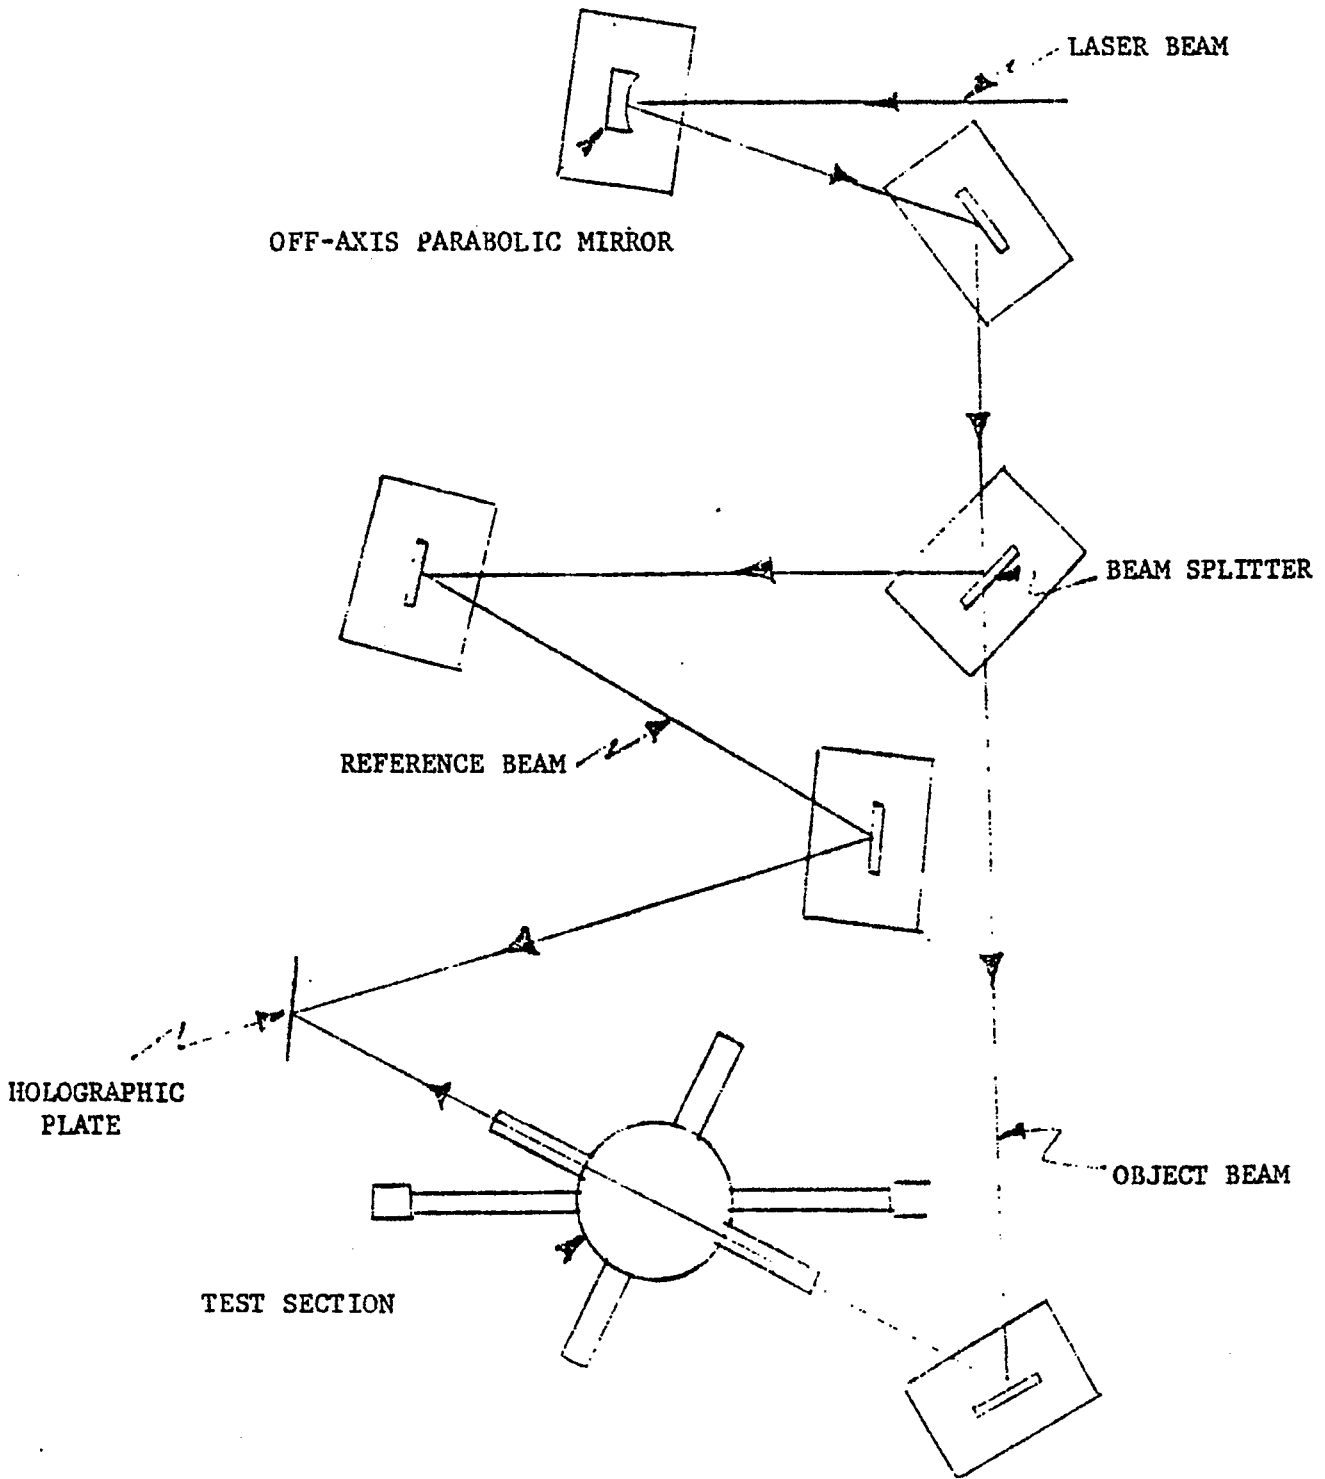 LASER BEAM
OFF-AXIS PARABOLIC MIRROR
BEAM SPLITTER
REFERENCE BEAM
HOLOGRAPHIC
PLATE
OBJECT BEAM
TEST SECTION